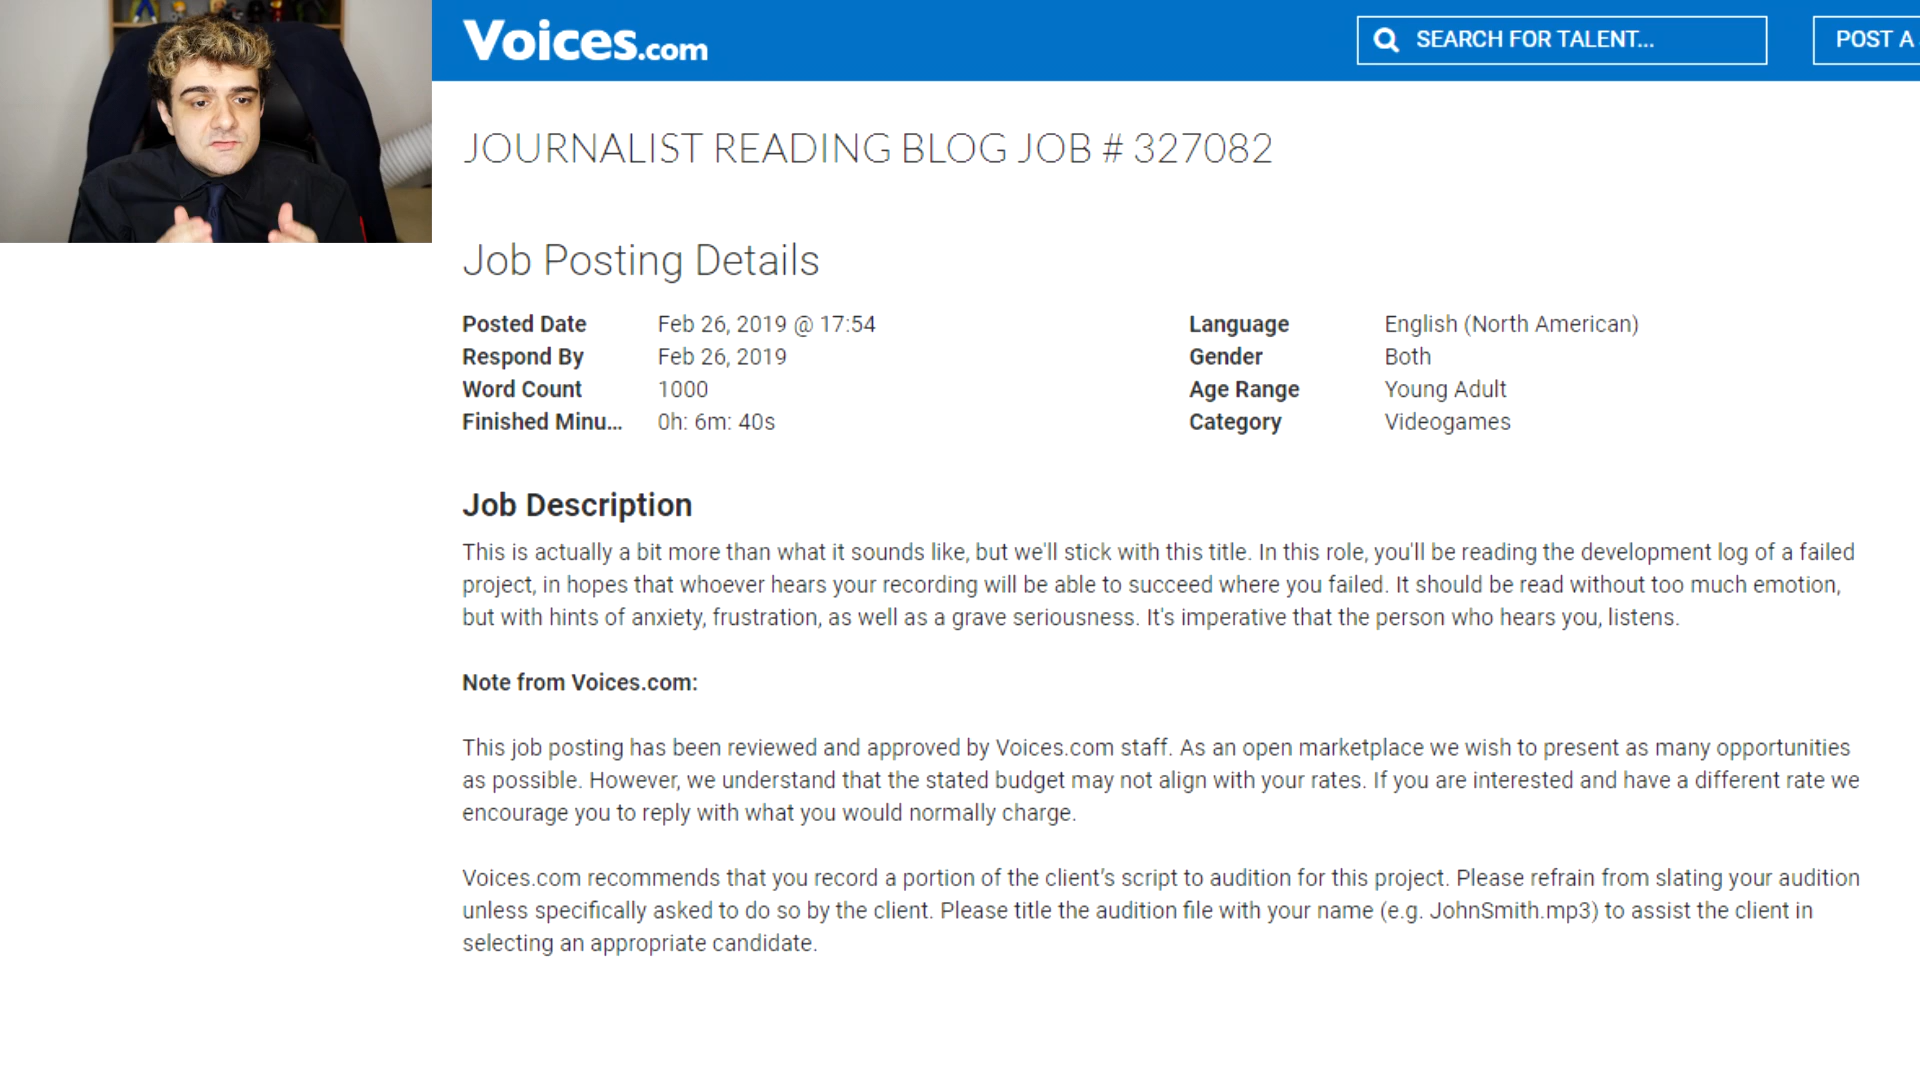 Voices.com
SEARCH FOR TALENT...
POST A
JOURNALIST READING BLOG JOB # 327082
Job Posting Details
Posted Date Feb 26, 2019 @ 17:54
Language English (North American)
Respond By Feb 26, 2019
Gender Both
Word Count 1000
Age Range Young Adult
Finished Minu... 0h: 6m: 40s
Category Videogames
Job Description
This is actually a bit more than what it sounds like, but we'll stick with this title. In this role, you'll be reading the development log of a failed
project, in hopes that whoever hears your recording will be able to succeed where you failed. It should be read without too much emotion,
but with hints of anxiety, frustration, as well as a grave seriousness. It's imperative that the person who hears you, listens.
Note from Voices.com:
This job posting has been reviewed and approved by Voices.com staff. As an open marketplace we wish to present as many opportunities
as possible. However, we understand that the stated budget may not align with your rates. If you are interested and have a different rate we
encourage you to reply with what you would normally charge.
Voices.com recommends that you record a portion of the client's script to audition for this project. Please refrain from slating your audition
unless specifically asked to do so by the client. Please title the audition file with your name (e.g. JohnSmith.mp3) to assist the client in
selecting an appropriate candidate.